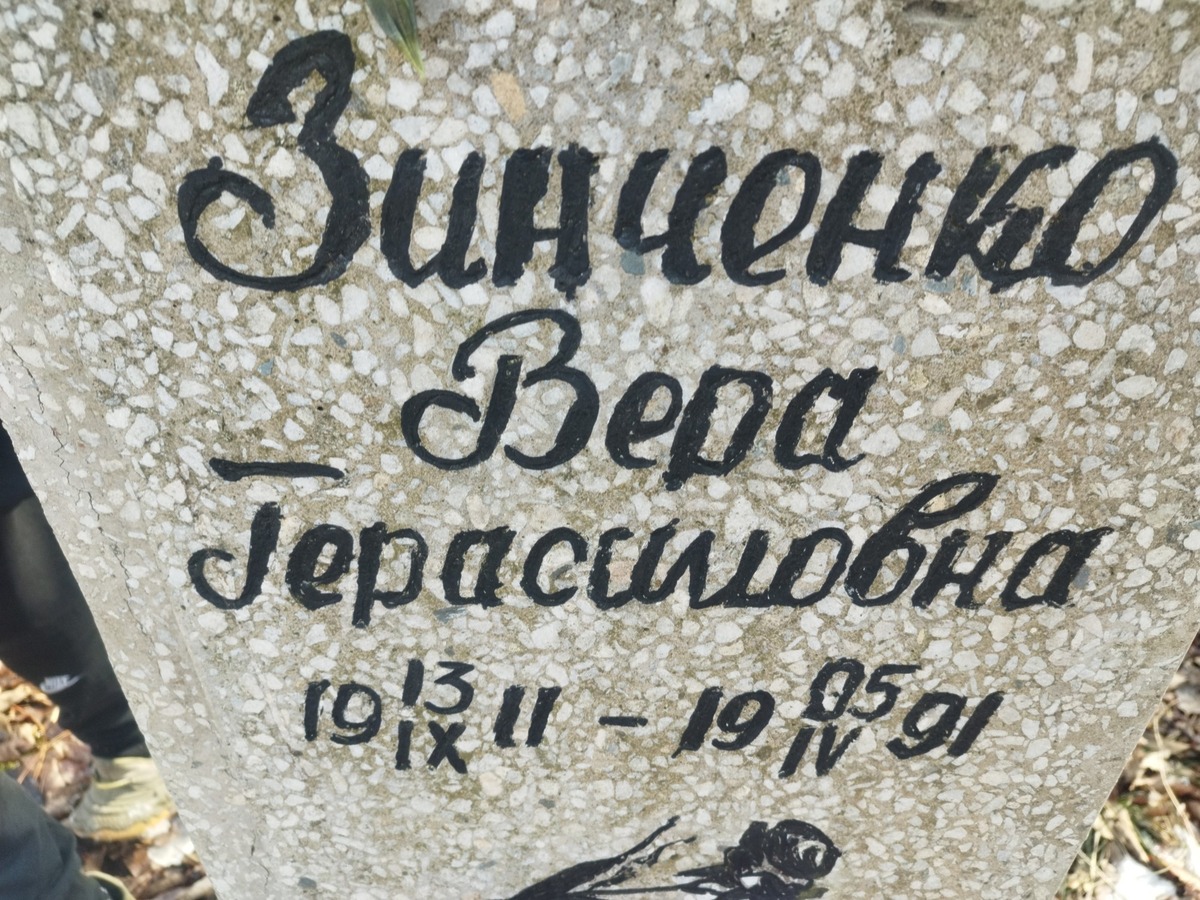 Зинченко
Вера
Герасимовна
19 13/IX 11 – 19 05/IV 91